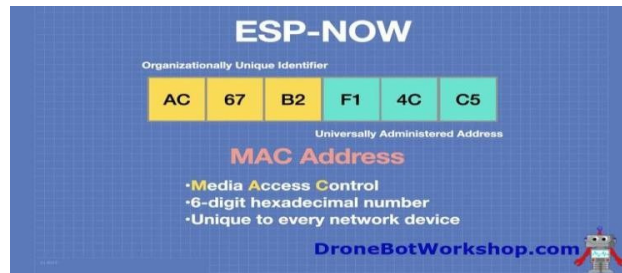 ESP-NOW
Organizationally Unique Identifier
AC 67 B2 F1 4C C5
Universally Administered Address
MAC Address
•Media Access Control
•6-digit hexadecimal number
•Unique to every network device
DroneBotWorkshop.com